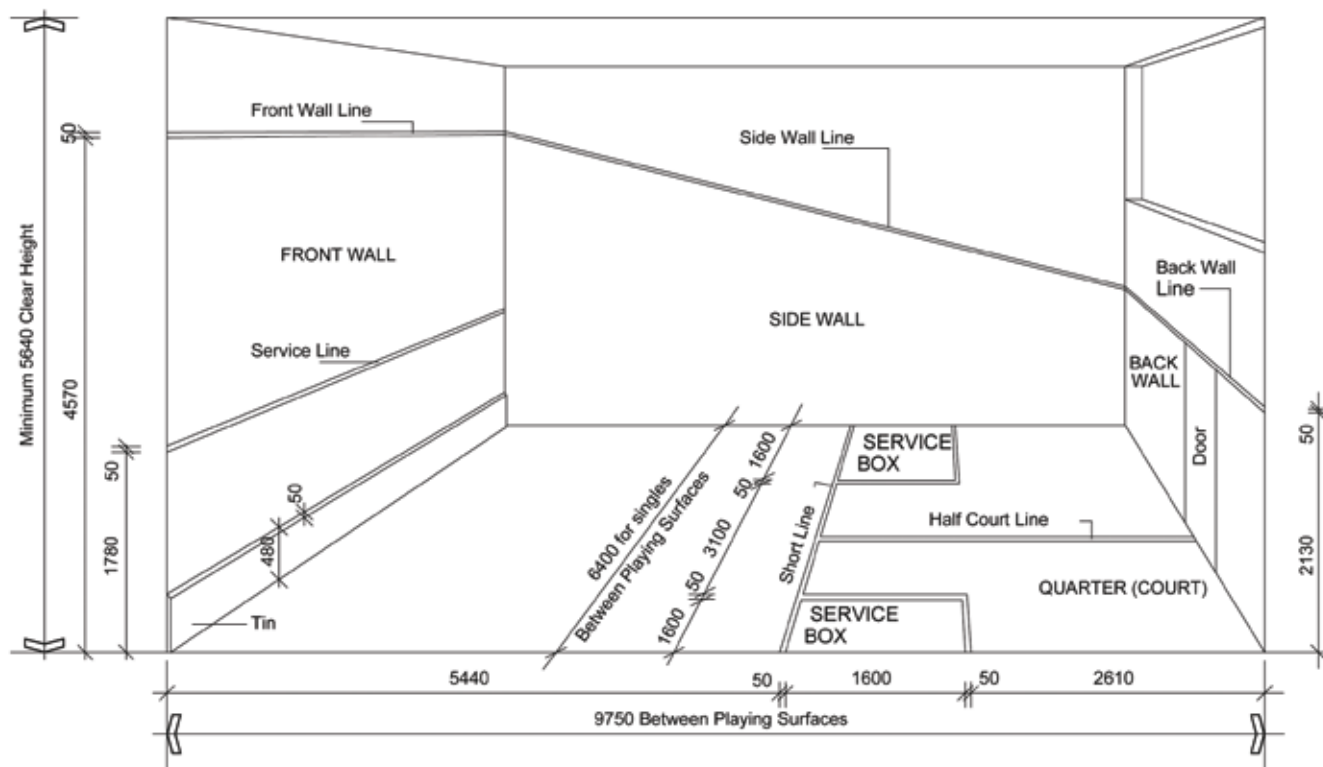 Front Wall Line
50
Side Wall Line
Minimum 5640 Clear Height
FRONT WALL
Back Wall
Line
4570
SIDE WALL
Service Line
BACK
WALL
50
1780
50
480
6400 for singles
Between Playing Surfaces
1600
50
3100
50
1600
Short Line
SERVICE
BOX
Door
50
2130
Half Court Line
QUARTER (COURT)
SERVICE
BOX
Tin
5440
50
1600
50
2610
9750 Between Playing Surfaces